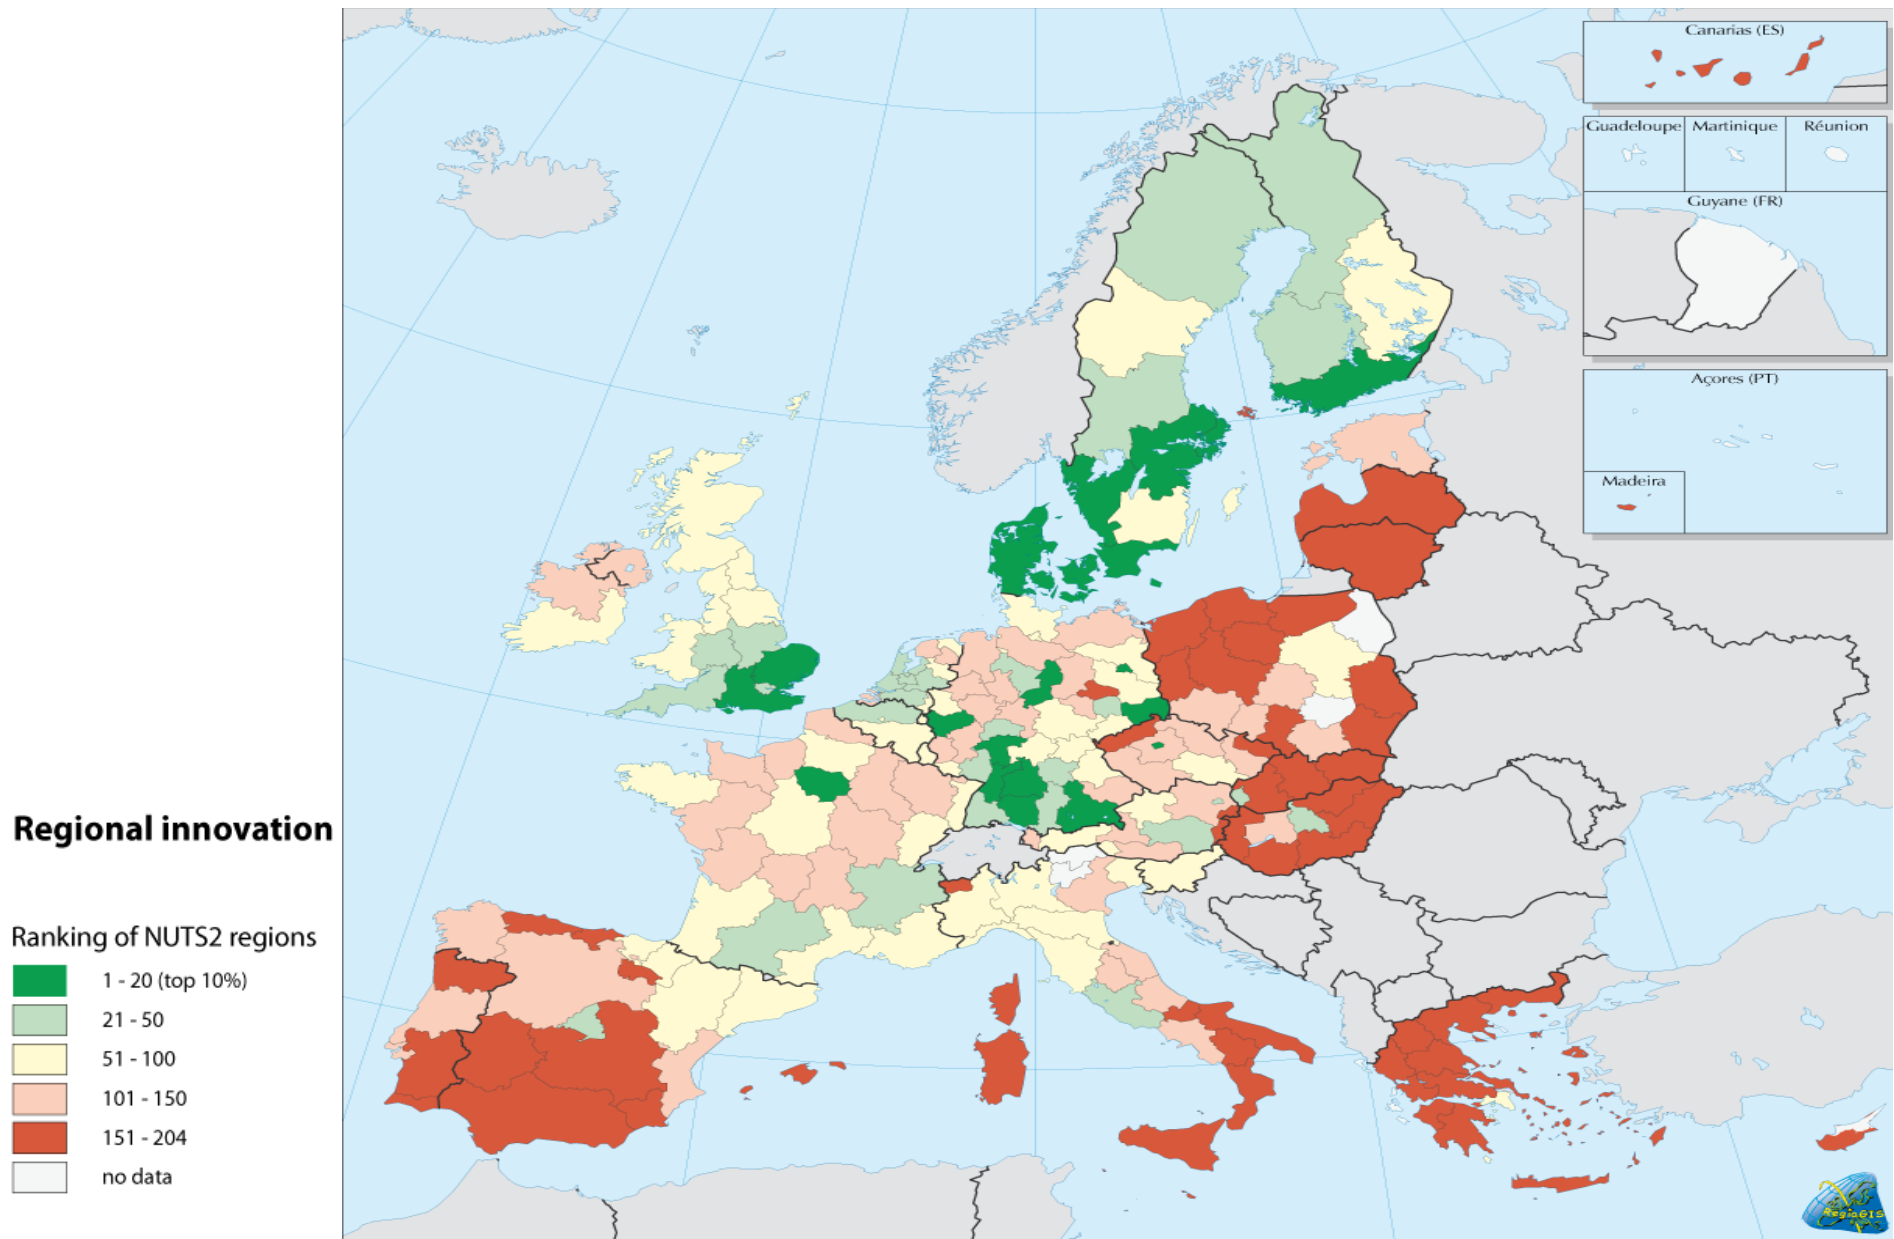 Canarias (ES)
Guadeloupe
Martinique
Réunion
Guyane (FR)
Açores (PT)
Madeira
Regional innovation
Ranking of NUTS2 regions
1 - 20 (top 10%)
21 - 50
51 - 100
101 - 150
151 - 204
no data
RegioGIS